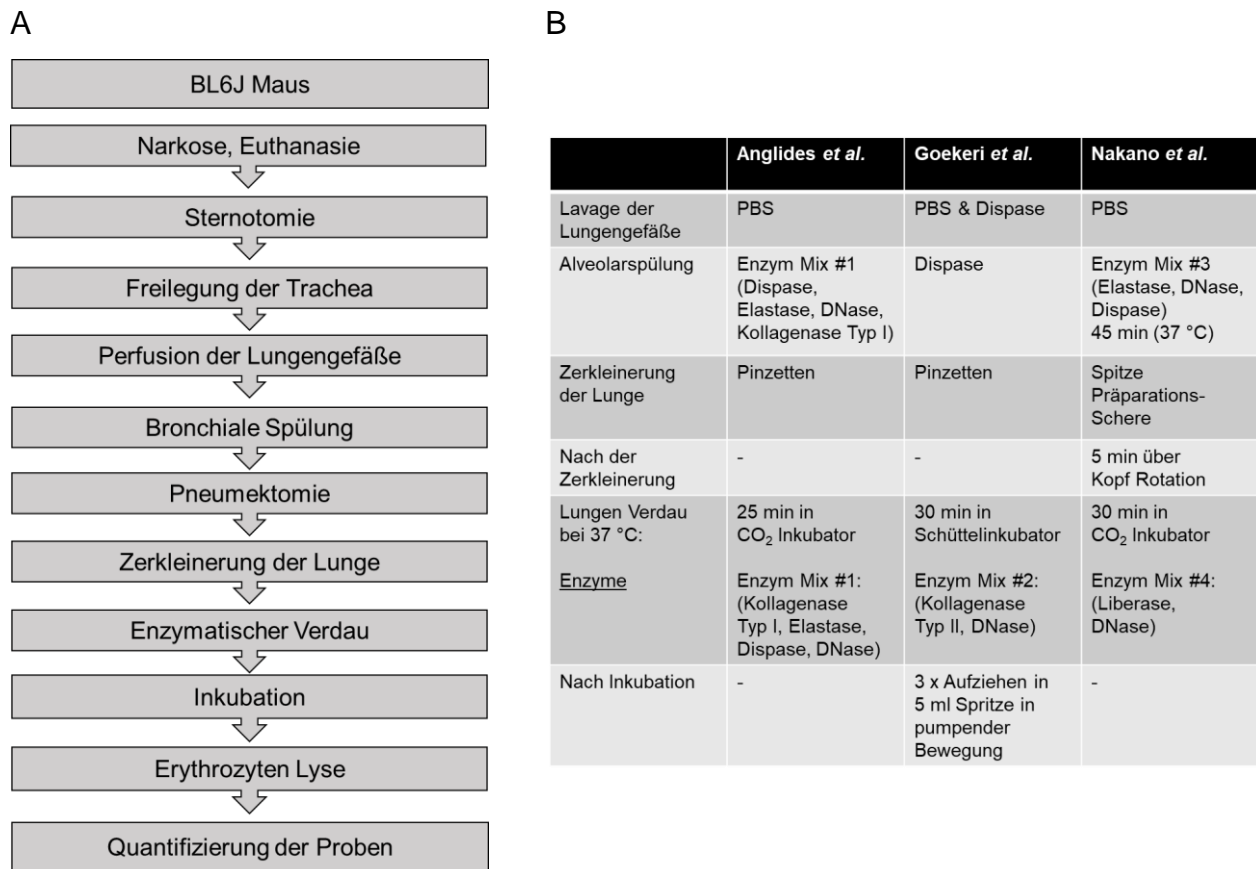 A
BL6J Maus
Narkose, Euthanasie
Sternotomie
Freilegung der Trachea
Perfusion der Lungengefäße
Bronchiale Spülung
Pneumektomie
Zerkleinerung der Lunge
Enzymatischer Verdau
Inkubation
Erythrozyten Lyse
Quantifizierung der Proben
B
Anglides et al.
Goekeri et al.
Nakano et al.
Lavage der
Lungengefäße
PBS
PBS & Dispase
PBS
Alveolarspülung
Enzym Mix #1
(Dispase,
Elastase, DNase,
Kollagenase Typ I)
Dispase
Enzym Mix #3
(Elastase, DNase,
Dispase)
45 min (37 °C)
Zerkleinerung
der Lunge
Pinzetten
Pinzetten
Spitze
Präparations-
Schere
Nach der
Zerkleinerung
-
-
5 min über
Kopf Rotation
Lungen Verdau
bei 37 °C:
Enzyme
25 min in
CO₂ Inkubator
Enzym Mix #1:
(Kollagenase
Typ I, Elastase,
Dispase, DNase)
30 min in
Schüttelinkubator
Enzym Mix #2:
(Kollagenase
Typ II, DNase)
30 min in
CO₂ Inkubator
Enzym Mix #4:
(Liberase,
DNase)
Nach Inkubation
-
3 x Aufziehen in
5 ml Spritze in
pumpender
Bewegung
-